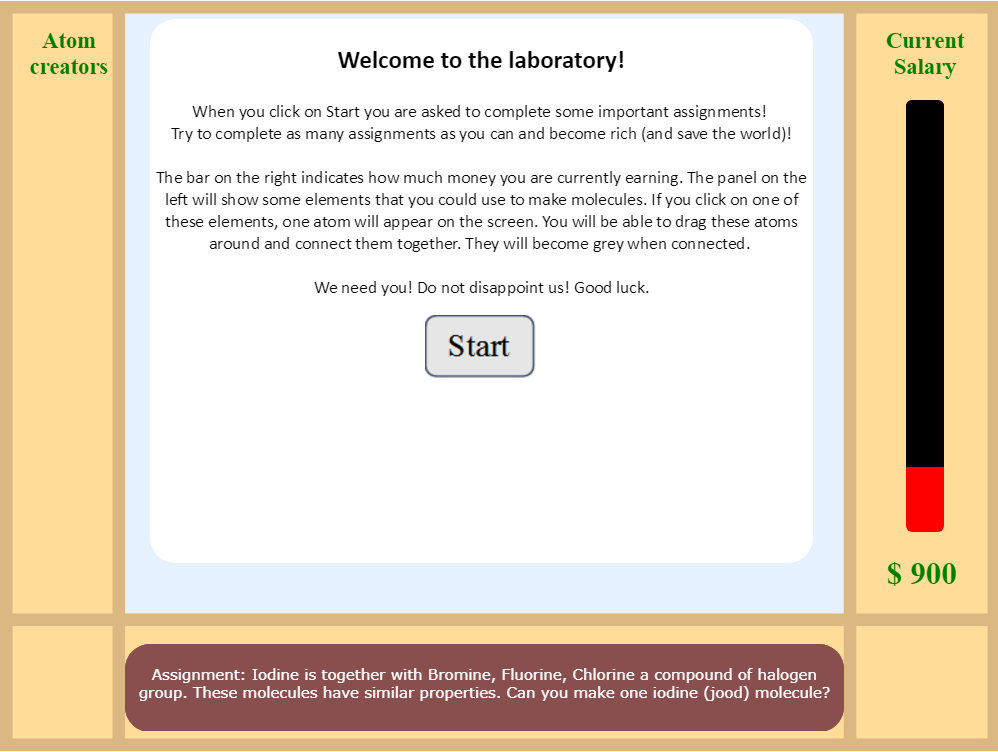 Atom
creators
Welcome to the laboratory!
When you click on Start you are asked to complete some important assignments!
Try to complete as many assignments as you can and become rich (and save the world)!
The bar on the right indicates how much money you are currently earning. The panel on the
left will show some elements that you could use to make molecules. If you click on one of
these elements, one atom will appear on the screen. You will be able to drag these atoms
around and connect them together. They will become grey when connected.
We need you! Do not disappoint us! Good luck.
Start
Current
Salary
$ 900
Assignment: Iodine is together with Bromine, Fluorine, Chlorine a compound of halogen
group. These molecules have similar properties. Can you make one iodine (jood) molecule?